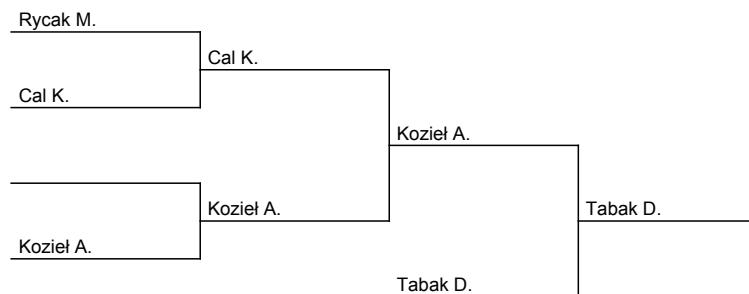 Rycak M.
Cal K.
Cal K.
Kozieł A.
Kozieł A.
Tabak D.
Kozieł A.
Tabak D.